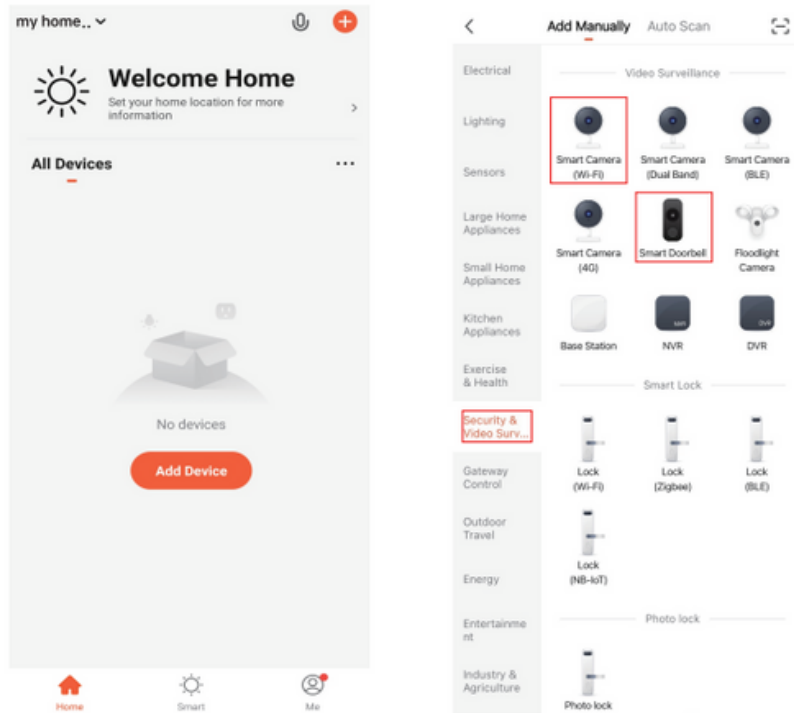 my home..
Welcome Home
Set your home location for more
information
All Devices
No devices
Add Device
Home
Smart
Me
Add Manually
Auto Scan
Electrical
Lighting
Sensors
Large Home
Appliances
Small Home
Appliances
Kitchen
Appliances
Exercise
& Health
Security &
Video Surv...
Gateway
Control
Outdoor
Travel
Energy
Entertainme
nt
Industry &
Agriculture
Video Surveillance
Smart Camera
(Wi-Fi)
Smart Camera
(Dual Band)
Smart Camera
(BLE)
Smart Camera
(4G)
Smart Doorbell
Floodlight
Camera
Base Station
NVR
DVR
Smart Lock
Lock
(Wi-Fi)
Lock
(Zigbee)
Lock
(BLE)
Lock
(NB-IoT)
Photo lock
Photo lock